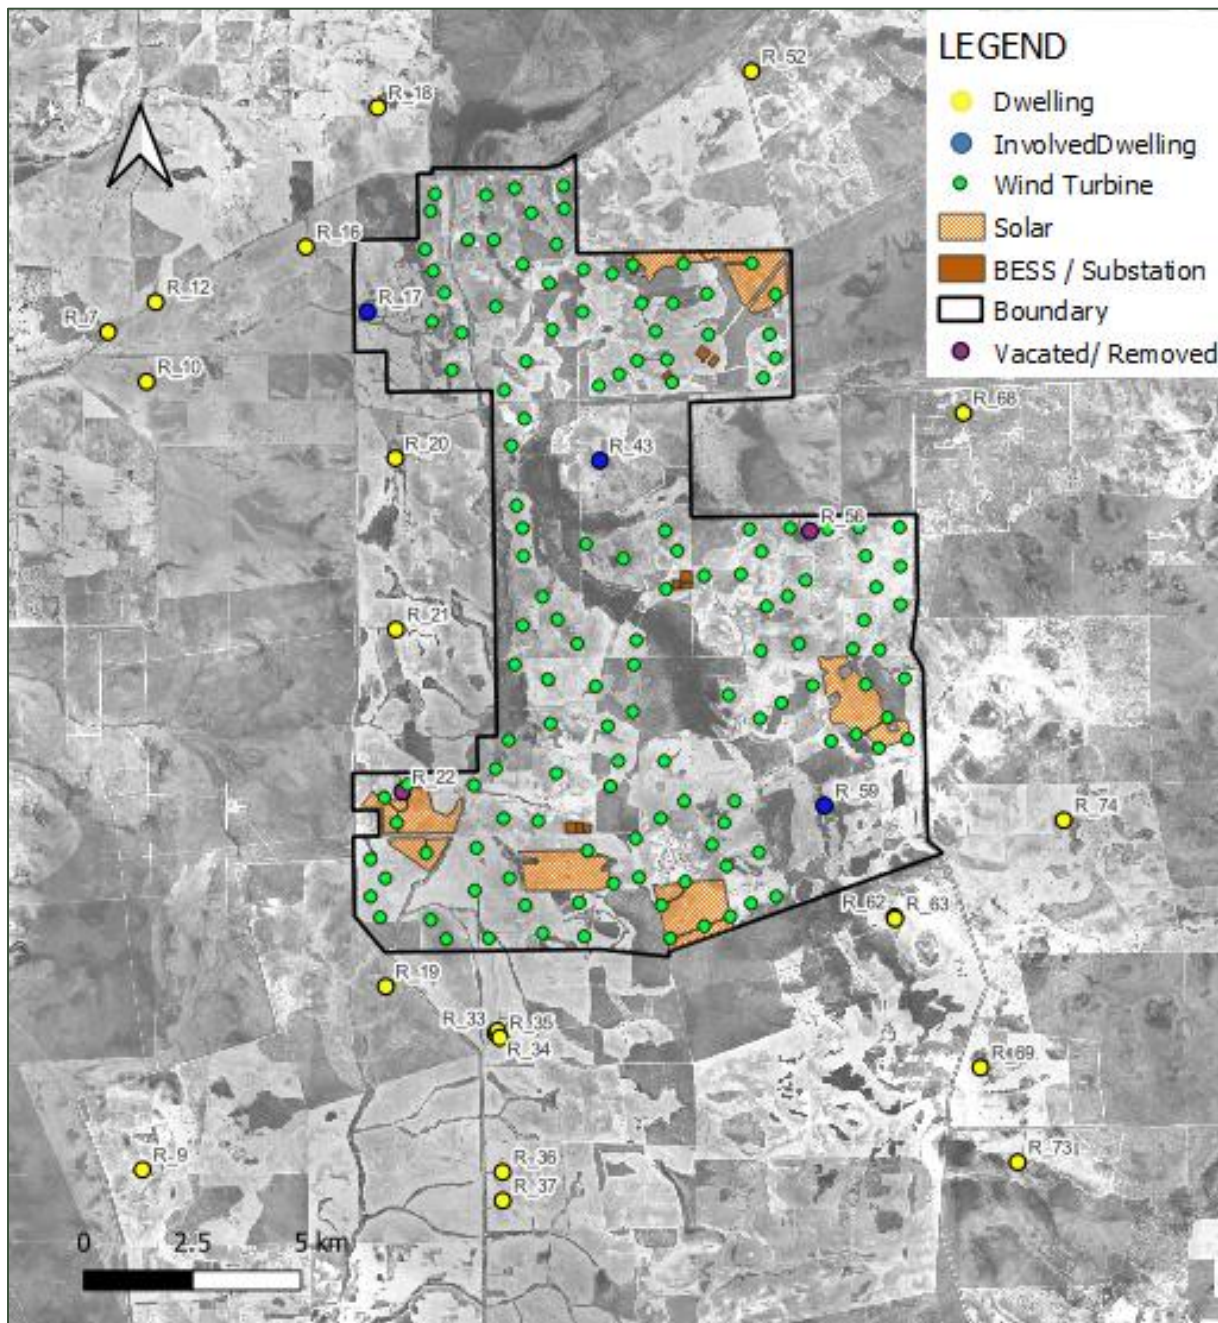 LEGEND
Dwelling
InvolvedDwelling
Wind Turbine
Solar
BESS / Substation
Boundary
Vacated/ Removed
R_52
R_18
R_16
R_12
R_17
R_7
R_10
R_68
R_20
R_43
R_56
R_21
R_22
R_59
R_74
R_62
R_63
R_19
R_33
R_35
R_34
R_69
R_9
R_36
R_73
R_37
0 2.5 5 km